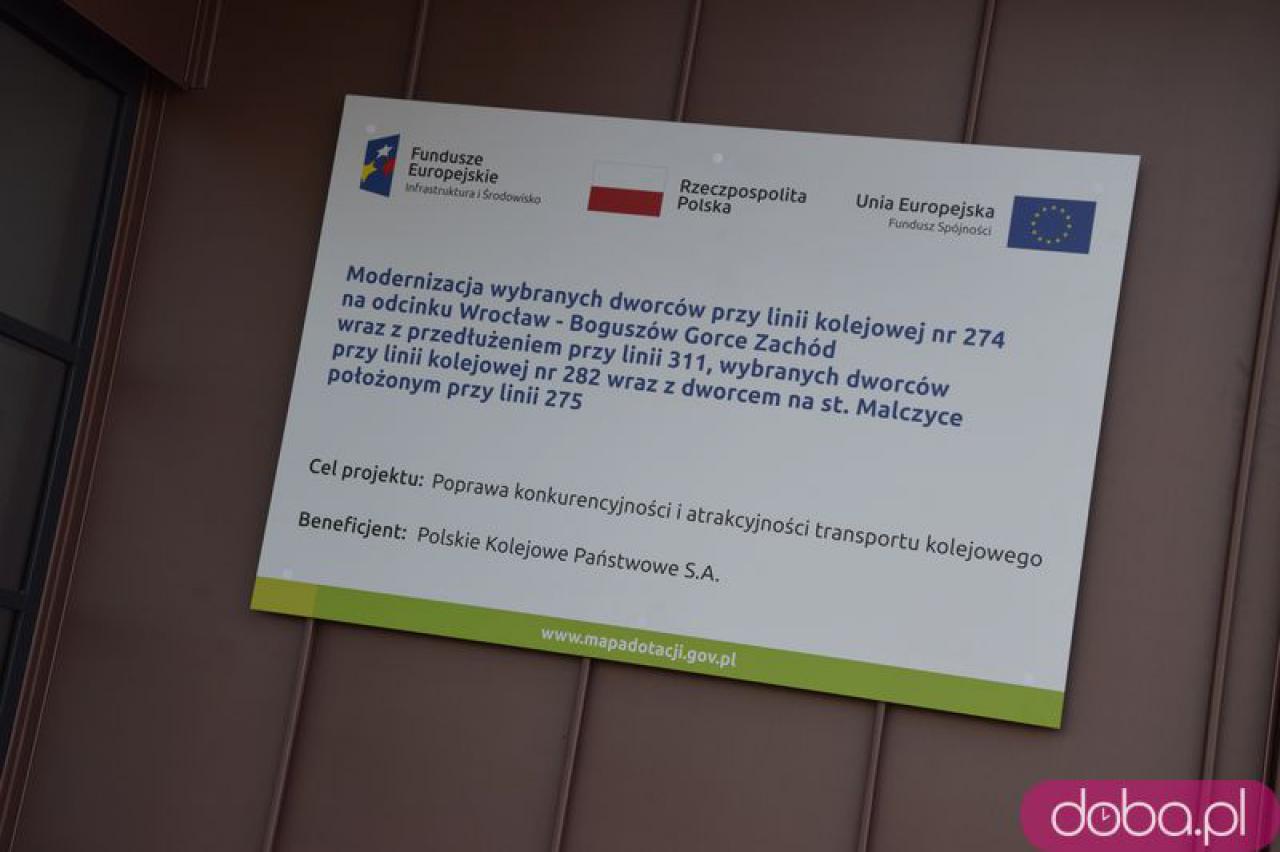 Fundusze
Europejskie
Infrastruktura i Środowisko
Rzeczpospolita
Polska
Unia Europejska
Fundusz Spójności
Modernizacja wybranych dworców przy linii kolejowej nr 274
na odcinku Wrocław - Boguszów Gorce Zachód
wraz z przedłużeniem przy linii 311, wybranych dworców
przy linii kolejowej nr 282 wraz z dworcem na st. Malczyce
położonym przy linii 275
Cel projektu: Poprawa konkurencyjności i atrakcyjności transportu kolejowego
Beneficjent: Polskie Kolejowe Państwowe S.A.
www.mapadotacji.gov.pl
doba.pl